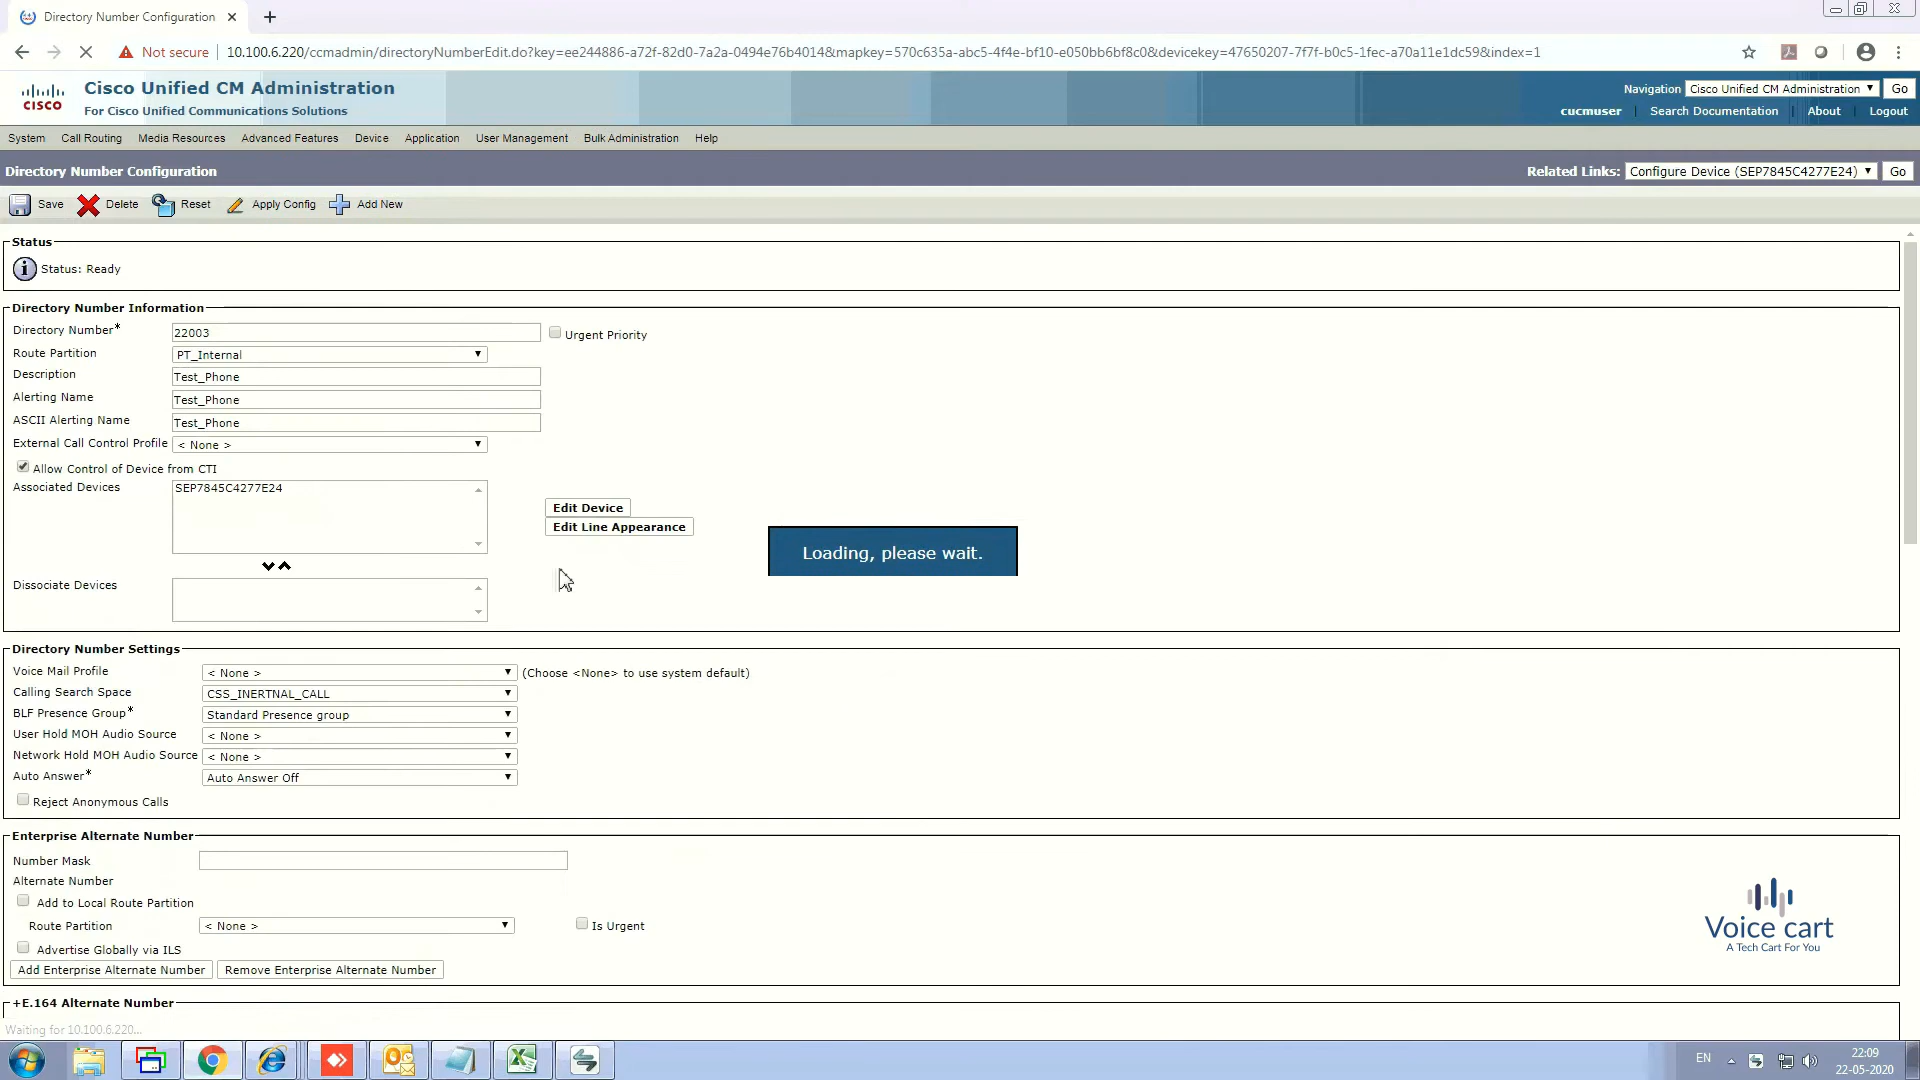 Directory Number Configuration
Not secure 10.100.6.220/ccmadmin/directoryNumberEdit.do?key=ee244886-a72f-82d0-7a2a-0494e76b4014&mapkey=570c635a-abc5-4f4e-bf10-e050bb6bf8c0&devicekey=47650207-7f7f-b0c5-1fec-a70a11e1dc59&index=1
Cisco Unified CM Administration
CISCO
For Cisco Unified Communications Solutions
Navigation Cisco Unified CM Administration Go
cucmuser Search Documentation About Logout
System Call Routing Media Resources Advanced Features Device Application User Management Bulk Administration Help
Directory Number Configuration Related Links: Configure Device (SEP7845C4277E24) Go
Save Delete Reset Apply Config Add New
Status
Status: Ready
Directory Number Information
Directory Number* 22003 Urgent Priority
Route Partition PT_Internal
Description Test_Phone
Alerting Name Test_Phone
ASCII Alerting Name Test_Phone
External Call Control Profile < None >
Allow Control of Device from CTI
Associated Devices SEP7845C4277E24
Edit Device
Edit Line Appearance
Loading, please wait.
Dissociate Devices
Directory Number Settings
Voice Mail Profile < None > (Choose <None> to use system default)
Calling Search Space CSS_INERTNAL_CALL
BLF Presence Group* Standard Presence group
User Hold MOH Audio Source < None >
Network Hold MOH Audio Source < None >
Auto Answer* Auto Answer Off
Reject Anonymous Calls
Enterprise Alternate Number
Number Mask
Alternate Number
Add to Local Route Partition
Route Partition < None > Is Urgent
Advertise Globally via ILS
Add Enterprise Alternate Number Remove Enterprise Alternate Number
Voice cart
A Tech Cart For You
+E.164 Alternate Number
Waiting for 10.100.6.220...
EN
22:09
22-05-2020